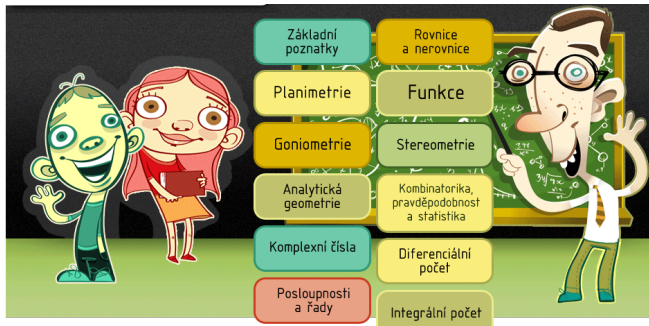 Základní
poznatky
Rovnice
a nerovnice
Planimetrie
Funkce
Goniometrie
Stereometrie
Analytická
geometrie
Kombinatorika,
pravděpodobnost
a statistika
Komplexní čísla
Diferenciální
počet
Posloupnosti
a řady
Integrální počet